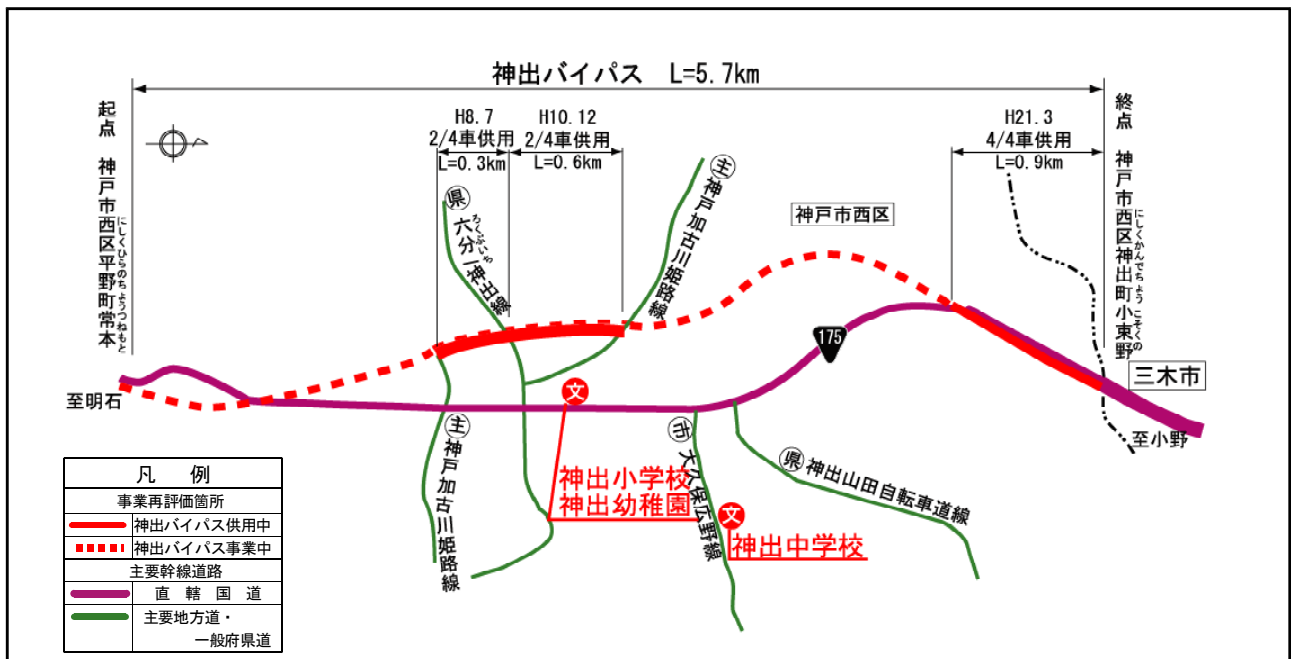 神出バイパス L=5.7km
起点 神戸市西区平野町常本
にしくひらのちょうつねもと
H8.7
2/4車供用
L=0.3km
H10.12
2/4車供用
L=0.6km
H21.3
4/4車供用
L=0.9km
終点 神戸市西区神出町小東野
にしくかんでちょうこそくの
県
六分一神出線
ろくぶいち
主
神戸加古川姫路線
神戸市西区
175
三木市
至明石
至小野
文
神出小学校
神出幼稚園
主
神戸加古川姫路線
市
大久保広野線
県
神出山田自転車道線
文
神出中学校
凡 例
事業再評価箇所
神出バイパス供用中
神出バイパス事業中
主要幹線道路
直 轄 国 道
主要地方道・
一般府県道